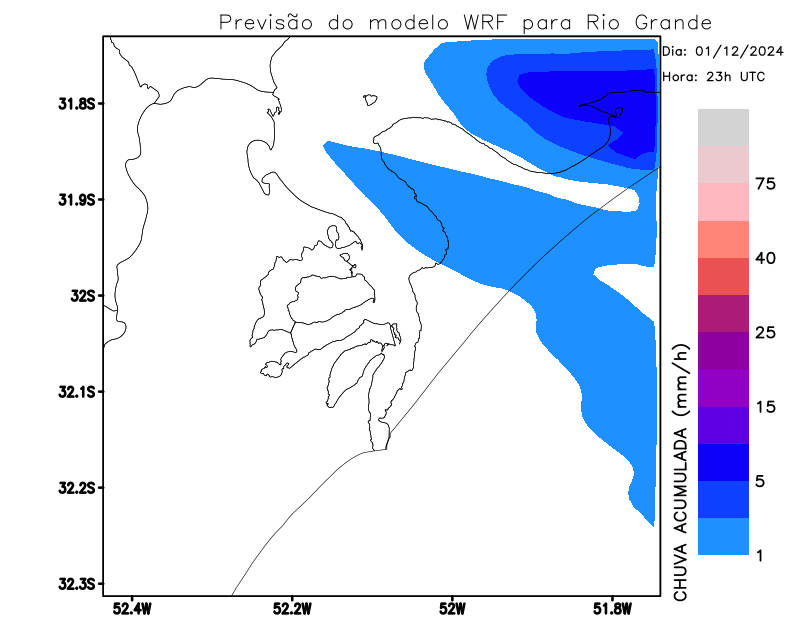 Previsão do modelo WRF para Rio Grande
Dia: 01/12/2024
Hora: 23h UTC
31.8S
31.9S
32S
32.1S
32.2S
32.3S
52.4W
52.2W
52W
51.8W
75
40
25
15
5
1
CHUVA ACUMULADA (mm/h)